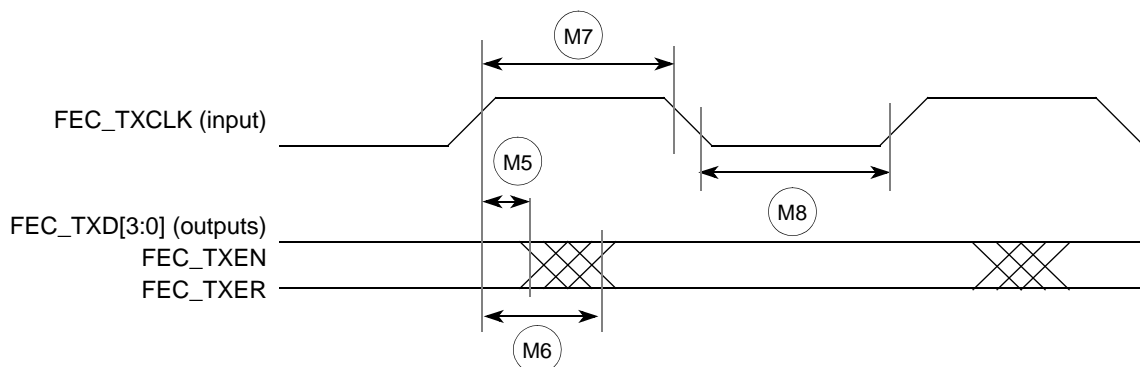 M7
FEC_TXCLK (input)
M5
M8
FEC_TXD[3:0] (outputs)
FEC_TXEN
FEC_TXER
M6